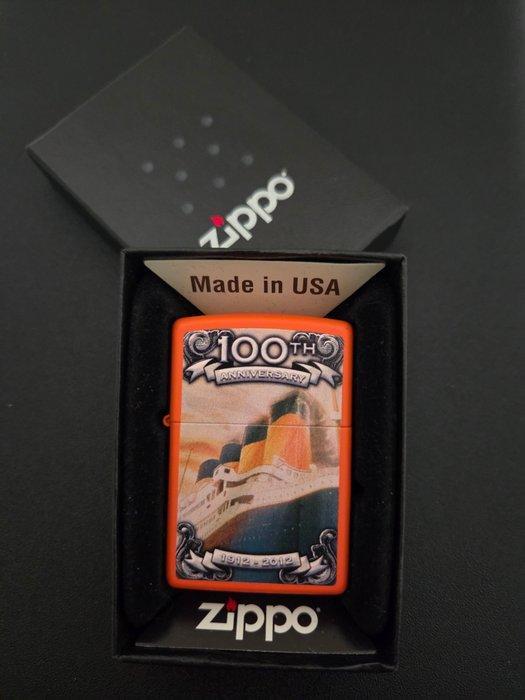 Zippo
Made in USA
100TH
ANNIVERSARY
1912-2012
Zippo